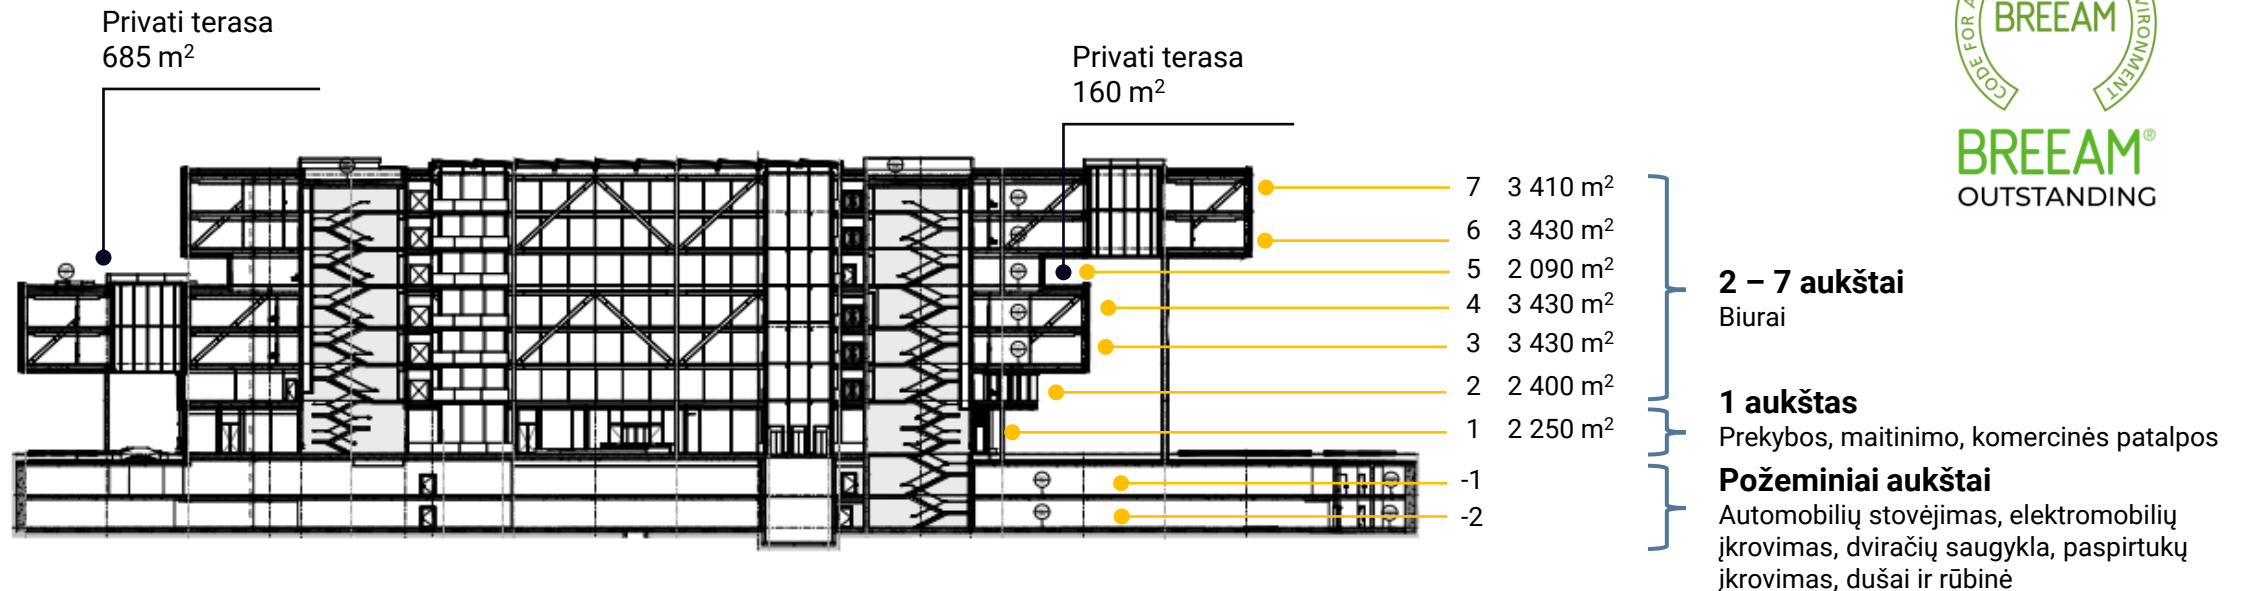 Privati terasa
685 m²
Privati terasa
160 m²
CODE FOR A
BREEAM
VIRONMENT
BREEAM®
OUTSTANDING
7 3 410 m²
6 3 430 m²
5 2 090 m²
4 3 430 m²
3 3 430 m²
2 2 400 m²
1 2 250 m²
-1
-2
2 – 7 aukštai
Biurai
1 aukštas
Prekybos, maitinimo, komercinės patalpos
Požeminiai aukštai
Automobilių stovėjimas, elektromobilių
įkrovimas, dviračių saugykla, paspirtukų
įkrovimas, dušai ir rūbinė